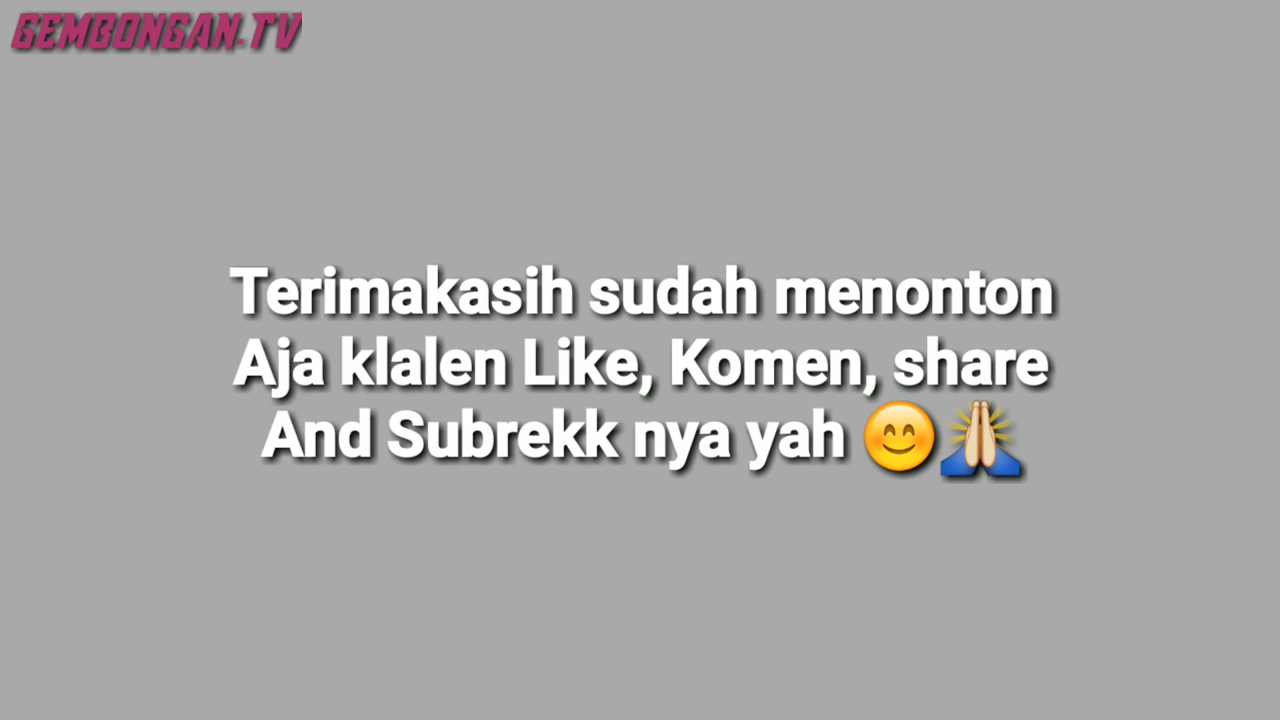 GEMBONGAN.TV
Terimakasih sudah menonton
Aja klalen Like, Komen, share
And Subrekk nya yah 😊🙏